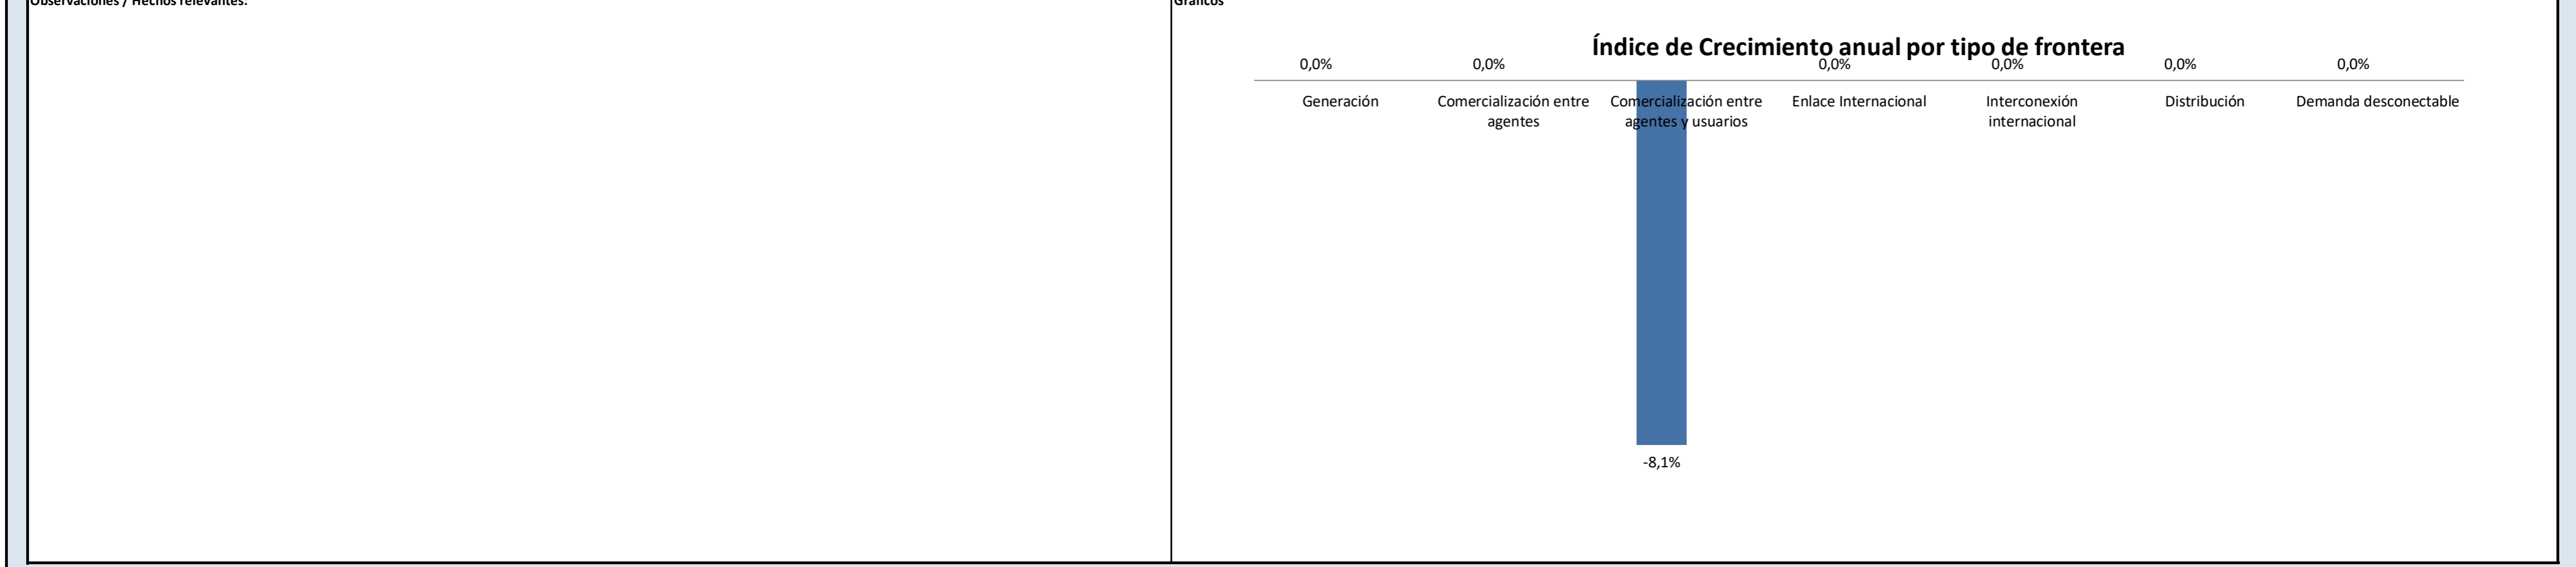 Observaciones / Hechos relevantes:
Gráficos
Índice de Crecimiento anual por tipo de frontera
0,0% 0,0% 0,0% 0,0% 0,0% 0,0%
Generación Comercialización entre Comercialización entre Enlace Internacional Interconexión Distribución Demanda desconectable
agentes agentes y usuarios internacional
-8,1%